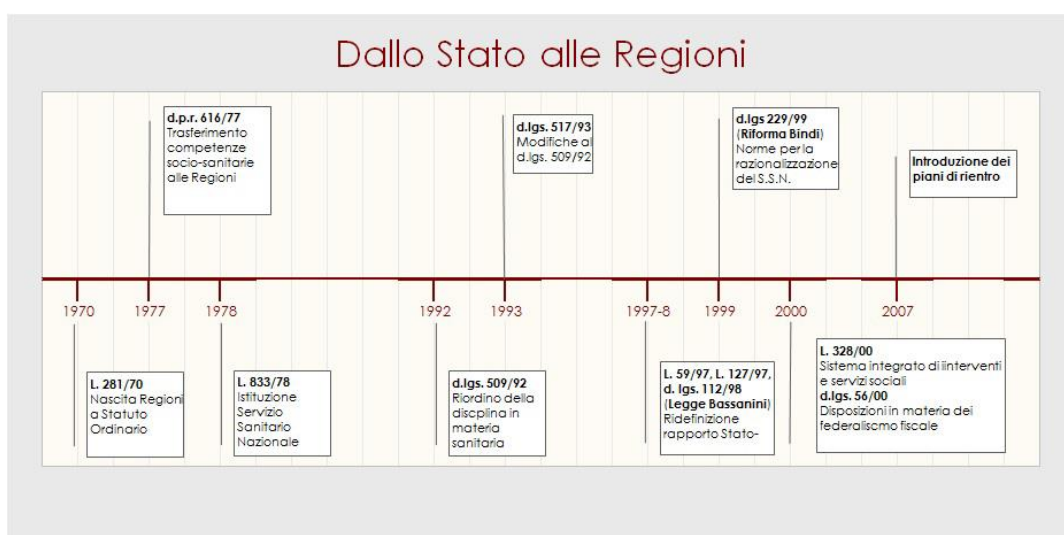 Dallo Stato alle Regioni
d.p.r. 616/77
Trasferimento
competenze
socio-sanitarie
alle Regioni
d.lgs. 517/93
Modifiche al
d.lgs. 509/92
d.lgs 229/99
(Riforma Bindi)
Norme per la
razionalizzazione
del S.S.N.
Introduzione dei
piani di rientro
1970
1977
1978
1992
1993
1997-8
1999
2000
2007
L. 281/70
Nascita Regioni
a Statuto
Ordinario
L. 833/78
Istituzione
Servizio
Sanitario
Nazionale
d.lgs. 509/92
Riordino della
discplina in
materia
sanitaria
L. 59/97, L. 127/97,
d. lgs. 112/98
(Legge Bassanini)
Ridefinizione
rapporto Stato-
L. 328/00
Sistema integrato di iinterventi
e servizi sociali
d.lgs. 56/00
Disposizioni in materia dei
federaliscmo fiscale